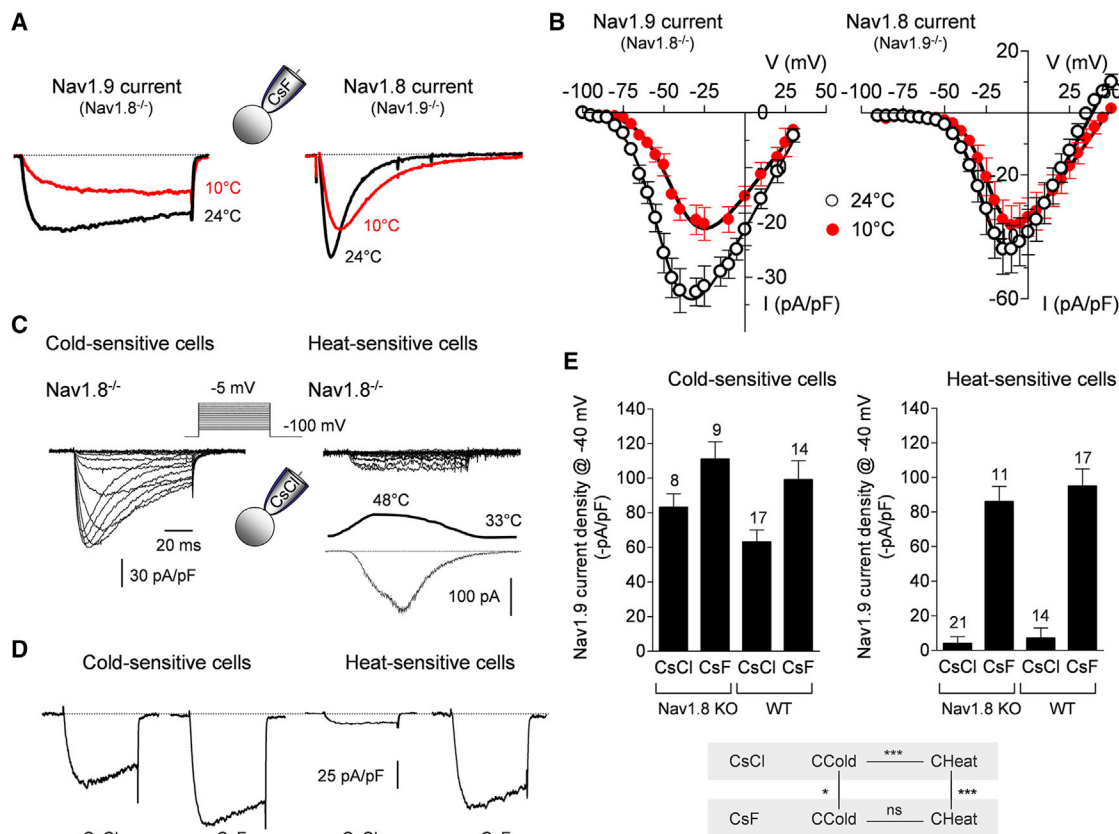 A
Nav1.9 current
(Nav1.8-/-)
CsF
Nav1.8 current
(Nav1.9-/-)
10°C
24°C
10°C
24°C
B
Nav1.9 current
(Nav1.8-/-)
V (mV)
-100 -75 -50 -25 0 25 50
-20
-30
I (pA/pF)
24°C
10°C
Nav1.8 current
(Nav1.9-/-)
20
V (mV)
-100 -75 -50 -25 25
-20
-60
I (pA/pF)
C
Cold-sensitive cells
Heat-sensitive cells
Nav1.8-/-
-5 mV
-100 mV
Nav1.8-/-
CsCl
20 ms
30 pA/pF
48°C
33°C
100 pA
D
Cold-sensitive cells
Heat-sensitive cells
25 pA/pF
E
Cold-sensitive cells
Nav1.9 current density @ -40 mV
(-pA/pF)
140
120
100
80
60
40
20
0
8
9
17
14
CsCl CsF CsCl CsF
Nav1.8 KO WT
Heat-sensitive cells
Nav1.9 current density @ -40 mV
(-pA/pF)
140
120
100
80
60
40
20
0
21
11
14
17
CsCl CsF CsCl CsF
Nav1.8 KO WT
CsCl CCold *** CHeat
* ***
CsF CCold ns CHeat